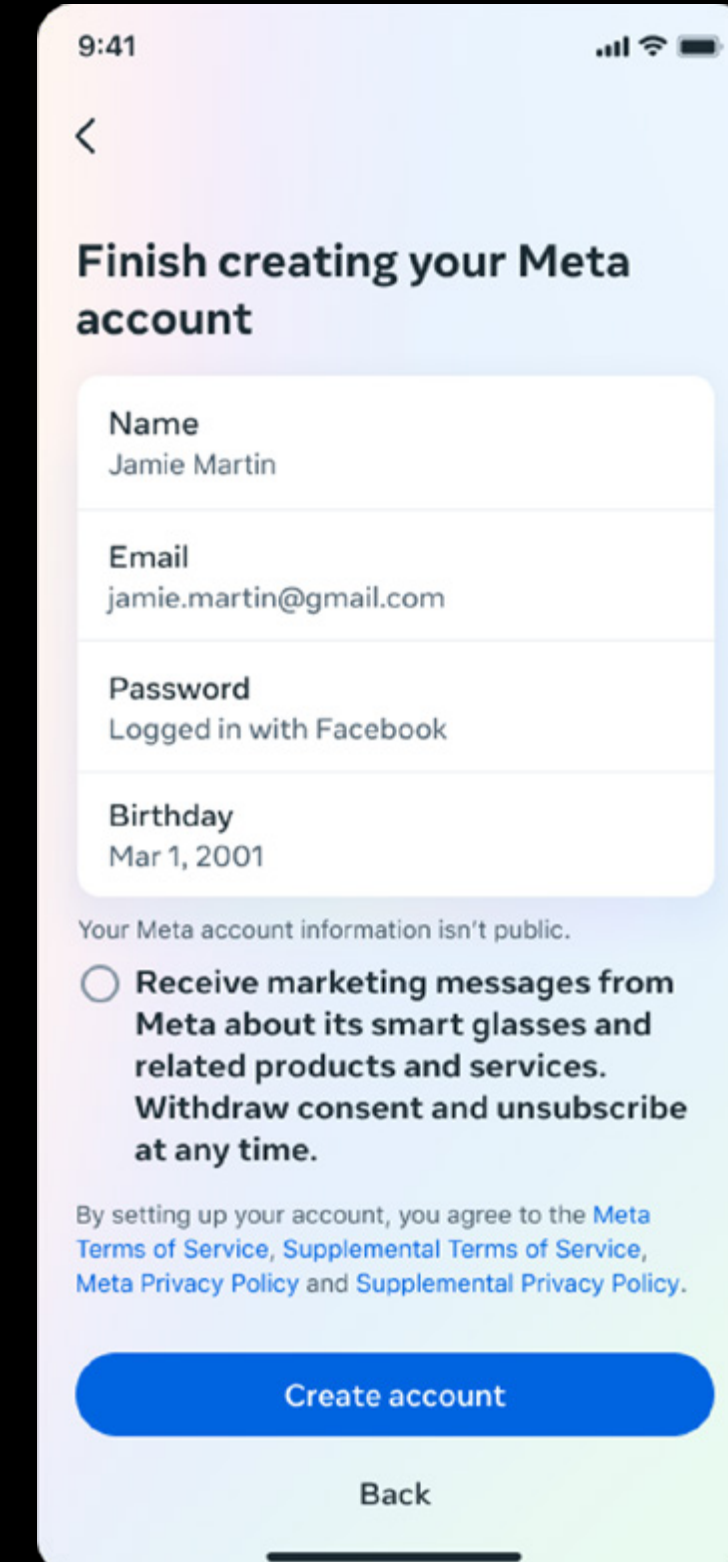 9:41
Finish creating your Meta
account
Name
Jamie Martin
Email
jamie.martin@gmail.com
Password
Logged in with Facebook
Birthday
Mar 1, 2001
Your Meta account information isn't public.
Receive marketing messages from
Meta about its smart glasses and
related products and services.
Withdraw consent and unsubscribe
at any time.
By setting up your account, you agree to the Meta
Terms of Service, Supplemental Terms of Service,
Meta Privacy Policy and Supplemental Privacy Policy.
Create account
Back